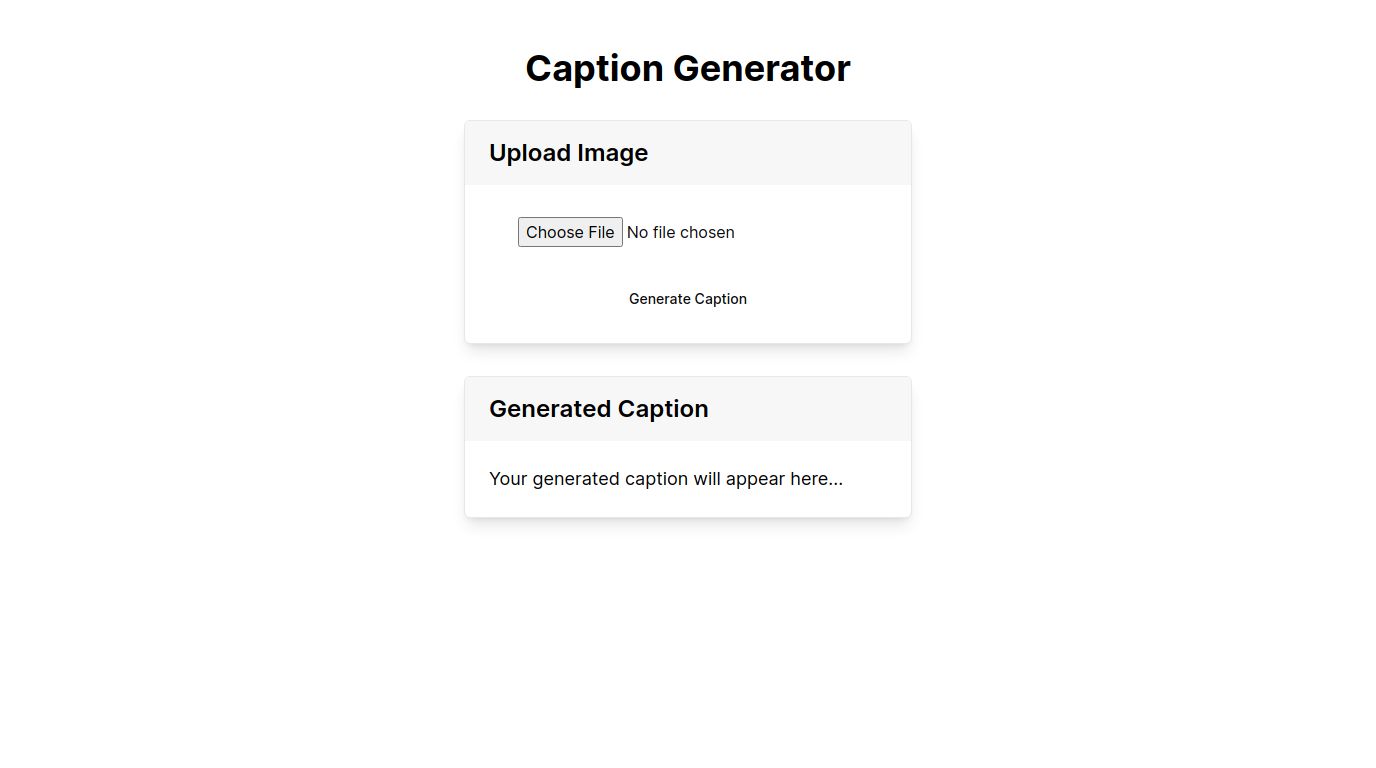 Caption Generator
Upload Image
Choose File No file chosen
Generate Caption
Generated Caption
Your generated caption will appear here...